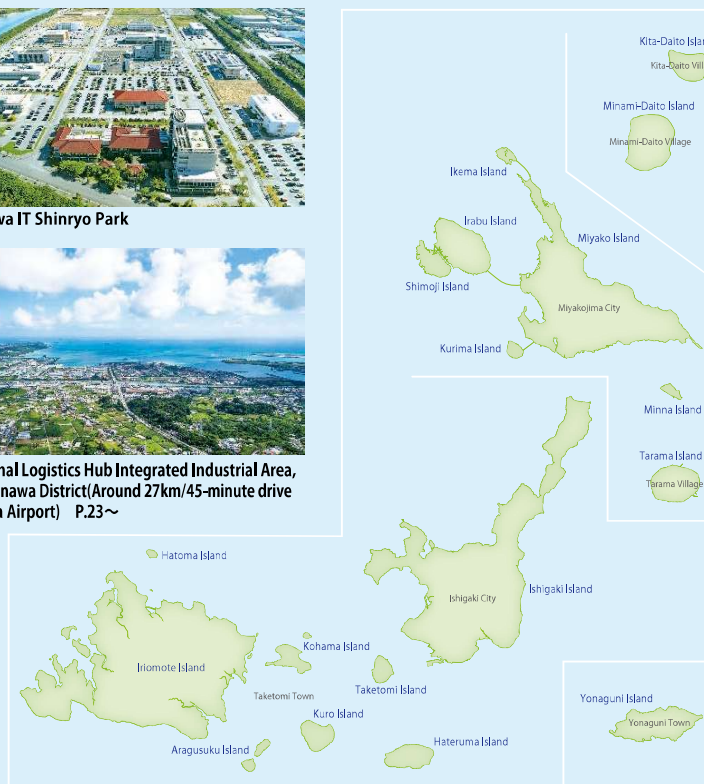 wa IT Shinryo Park
nal Logistics Hub Integrated Industrial Area,
nawa District(Around 27km/45-minute drive
a Airport) P.23～
Kita-Daito Islan
Kita-Daito Vill
Minami-Daito Island
Minami-Daito Village
Ikema Island
Irabu Island
Miyako Island
Shimoji Island
Miyakojima City
Kurima Island
Minna Island
Tarama Island
Tarama Village
Hatoma Island
Ishigaki Island
Ishigaki City
Kohama Island
Iriomote Island
Taketomi Island
Taketomi Town
Kuro Island
Aragusuku Island
Hateruma Island
Yonaguni Island
Yonaguni Town